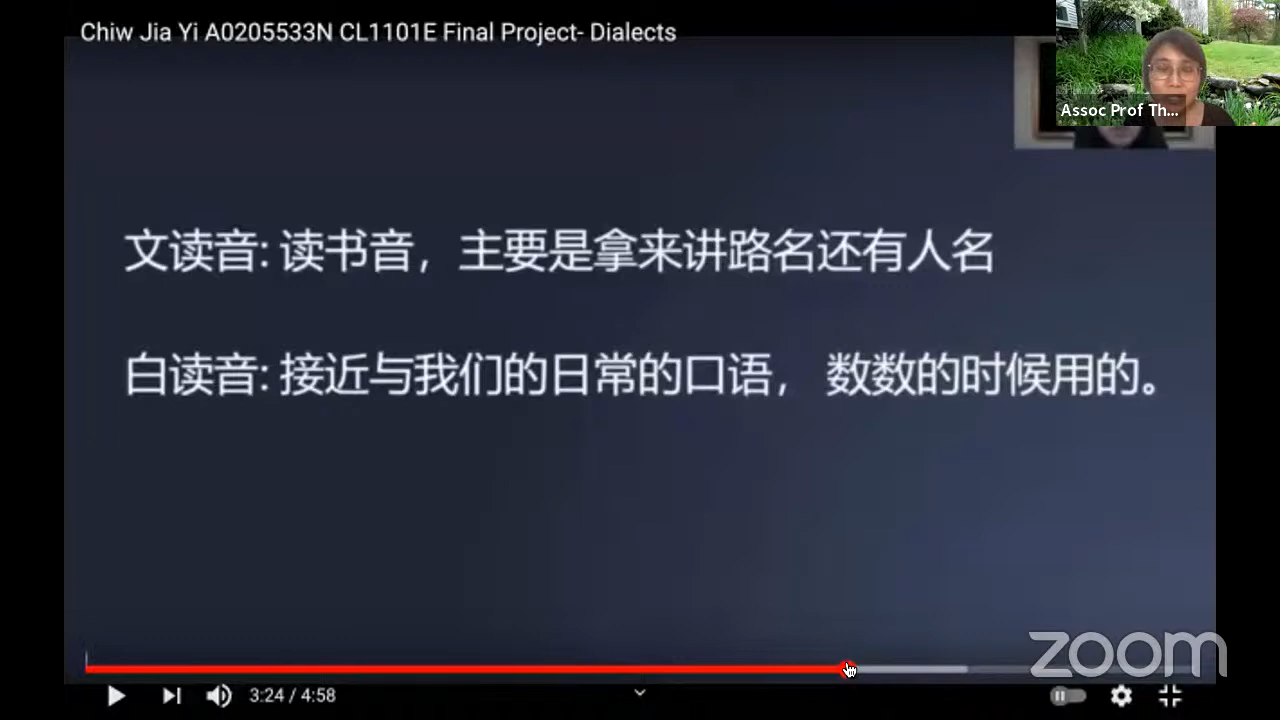 Chiw Jia Yi A0205533N CL1101E Final Project- Dialects
Assoc Prof Th...
文读音: 读书音，主要是拿来讲路名还有人名
白读音: 接近与我们的日常的口语， 数数的时候用的。
zoom
3:24 / 4:58